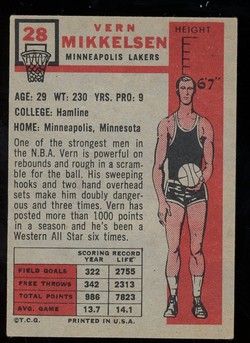 28
VERN
MIKKELSEN
MINNEAPOLIS LAKERS
HEIGHT
6'7"
AGE: 29 WT: 230 YRS. PRO: 9
COLLEGE: Hamline
HOME: Minneapolis, Minnesota
One of the strongest men
in the N.B.A. Vern is powerful on
rebounds and rough in a scram-
ble for the ball. His sweeping
hooks and two hand overhead
sets make him doubly danger-
ous and three times. Vern has
posted more than 1000 points
in a season and he's been a
Western All Star six times.
SCORING RECORD
YEAR LIFE
FIELD GOALS 322 2755
FREE THROWS 342 2313
TOTAL POINTS 986 7823
AVG. GAME 13.7 14.1
©T.C.G. PRINTED IN U.S.A.